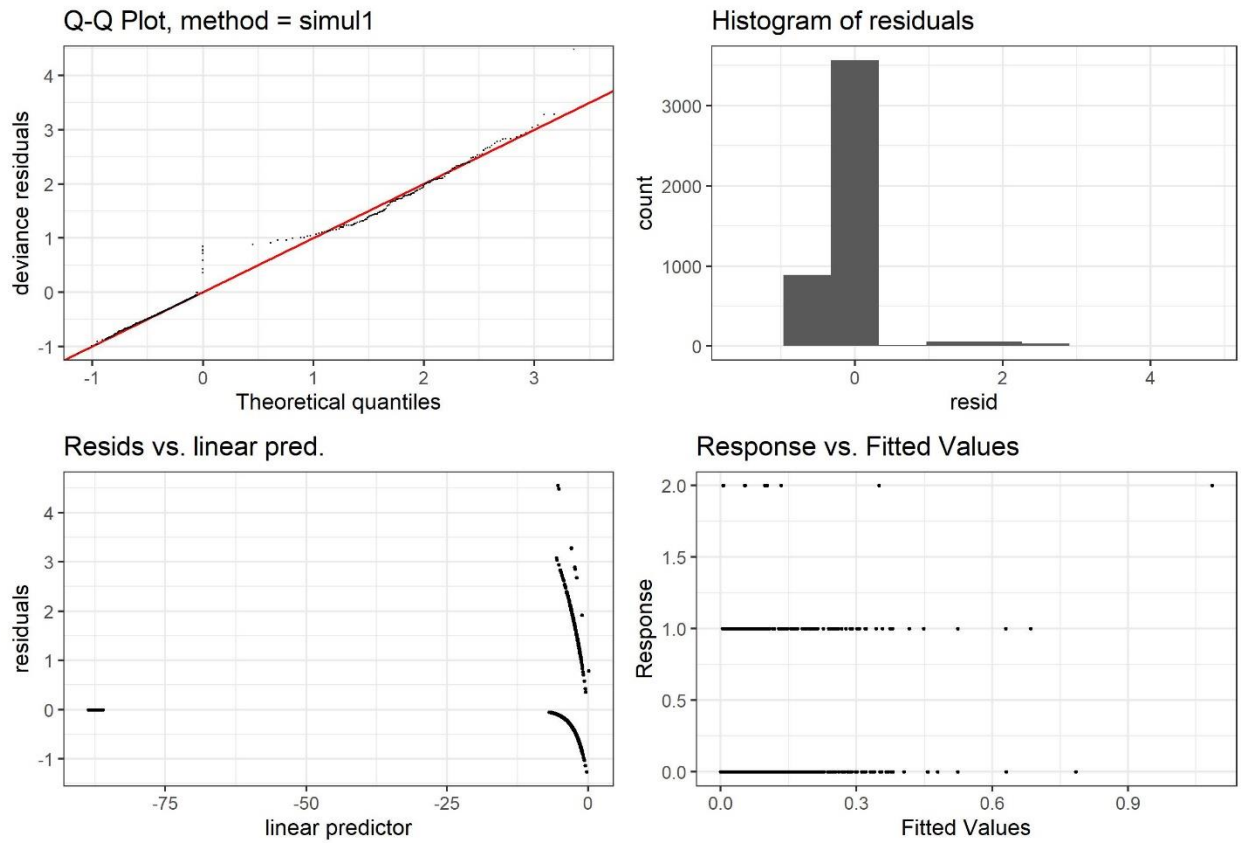 Q-Q Plot, method = simul1
4
3
2
1
0
-1
deviance residuals
-1 0 1 2 3
Theoretical quantiles
Histogram of residuals
3000
2000
1000
0
count
0 2 4
resid
Resids vs. linear pred.
4
3
2
1
0
-1
residuals
-75 -50 -25 0
linear predictor
Response vs. Fitted Values
2.0
1.5
1.0
0.5
0.0
Response
0.0 0.3 0.6 0.9
Fitted Values